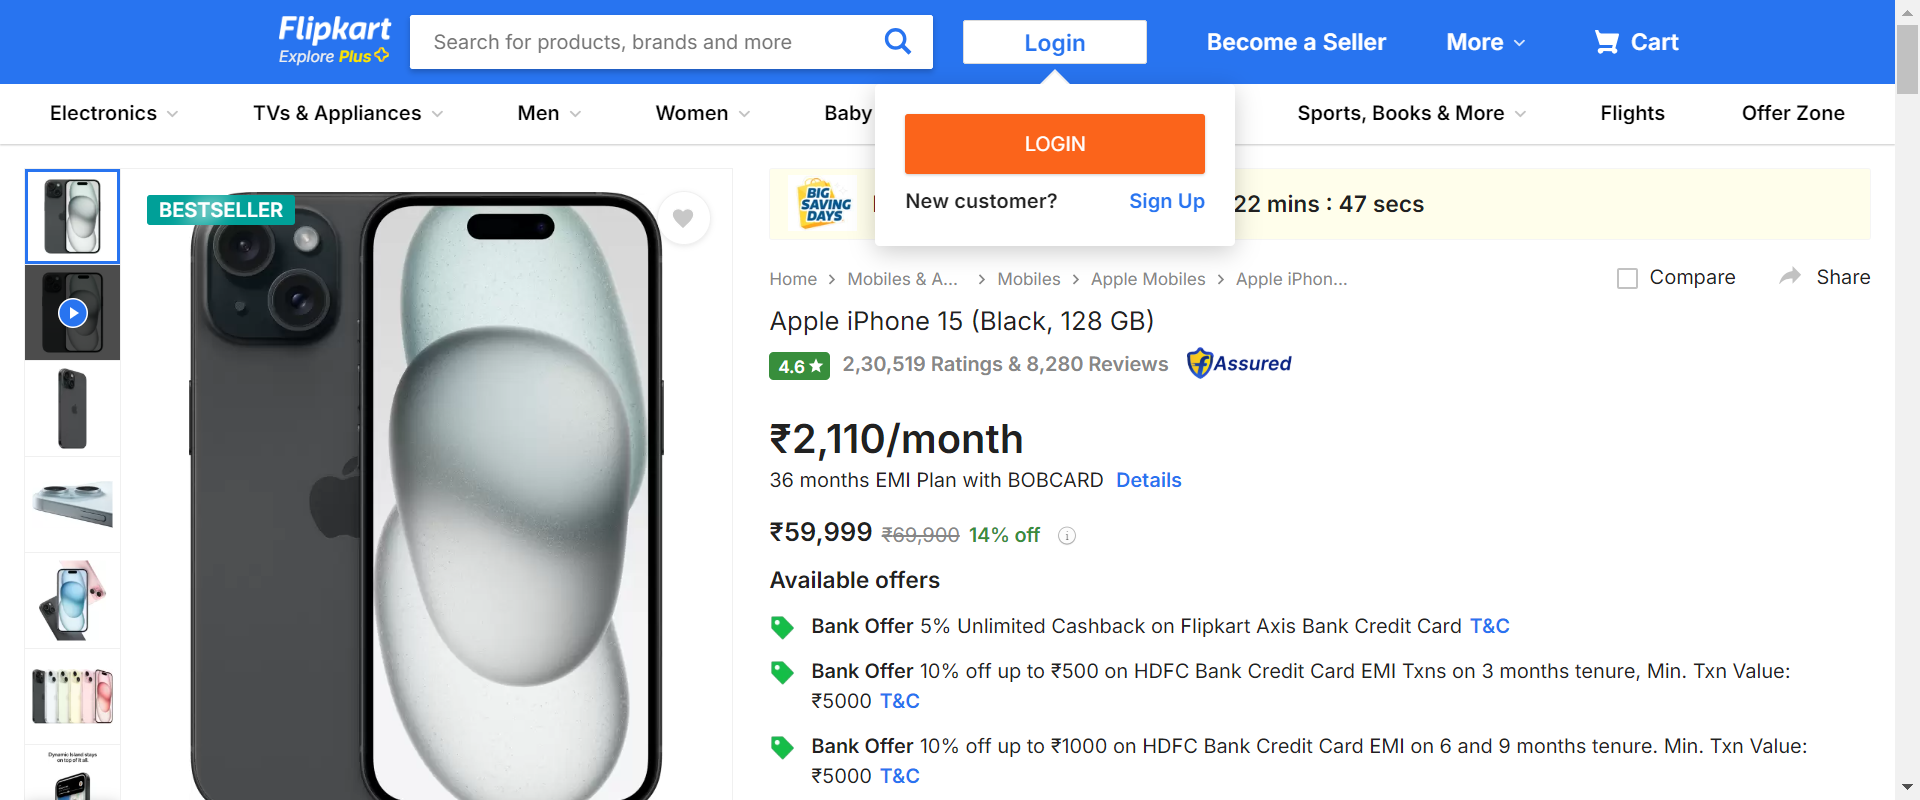 Flipkart
Explore Plus
Search for products, brands and more
Login
Become a Seller
More
Cart
Electronics
TVs & Appliances
Men
Women
Baby
Sports, Books & More
Flights
Offer Zone
LOGIN
New customer?
Sign Up
BESTSELLER
BIG
SAVING
DAYS
22 mins : 47 secs
Home
Mobiles & A...
Mobiles
Apple Mobiles
Apple iPhon...
Compare
Share
Apple iPhone 15 (Black, 128 GB)
4.6★
2,30,519 Ratings & 8,280 Reviews
Assured
₹2,110/month
36 months EMI Plan with BOBCARD Details
₹59,999 ₹69,900 14% off
Available offers
Bank Offer 5% Unlimited Cashback on Flipkart Axis Bank Credit Card T&C
Bank Offer 10% off up to ₹500 on HDFC Bank Credit Card EMI Txns on 3 months tenure, Min. Txn Value:
₹5000 T&C
Bank Offer 10% off up to ₹1000 on HDFC Bank Credit Card EMI on 6 and 9 months tenure. Min. Txn Value:
₹5000 T&C
Dynamic Island stays
on top of it all.